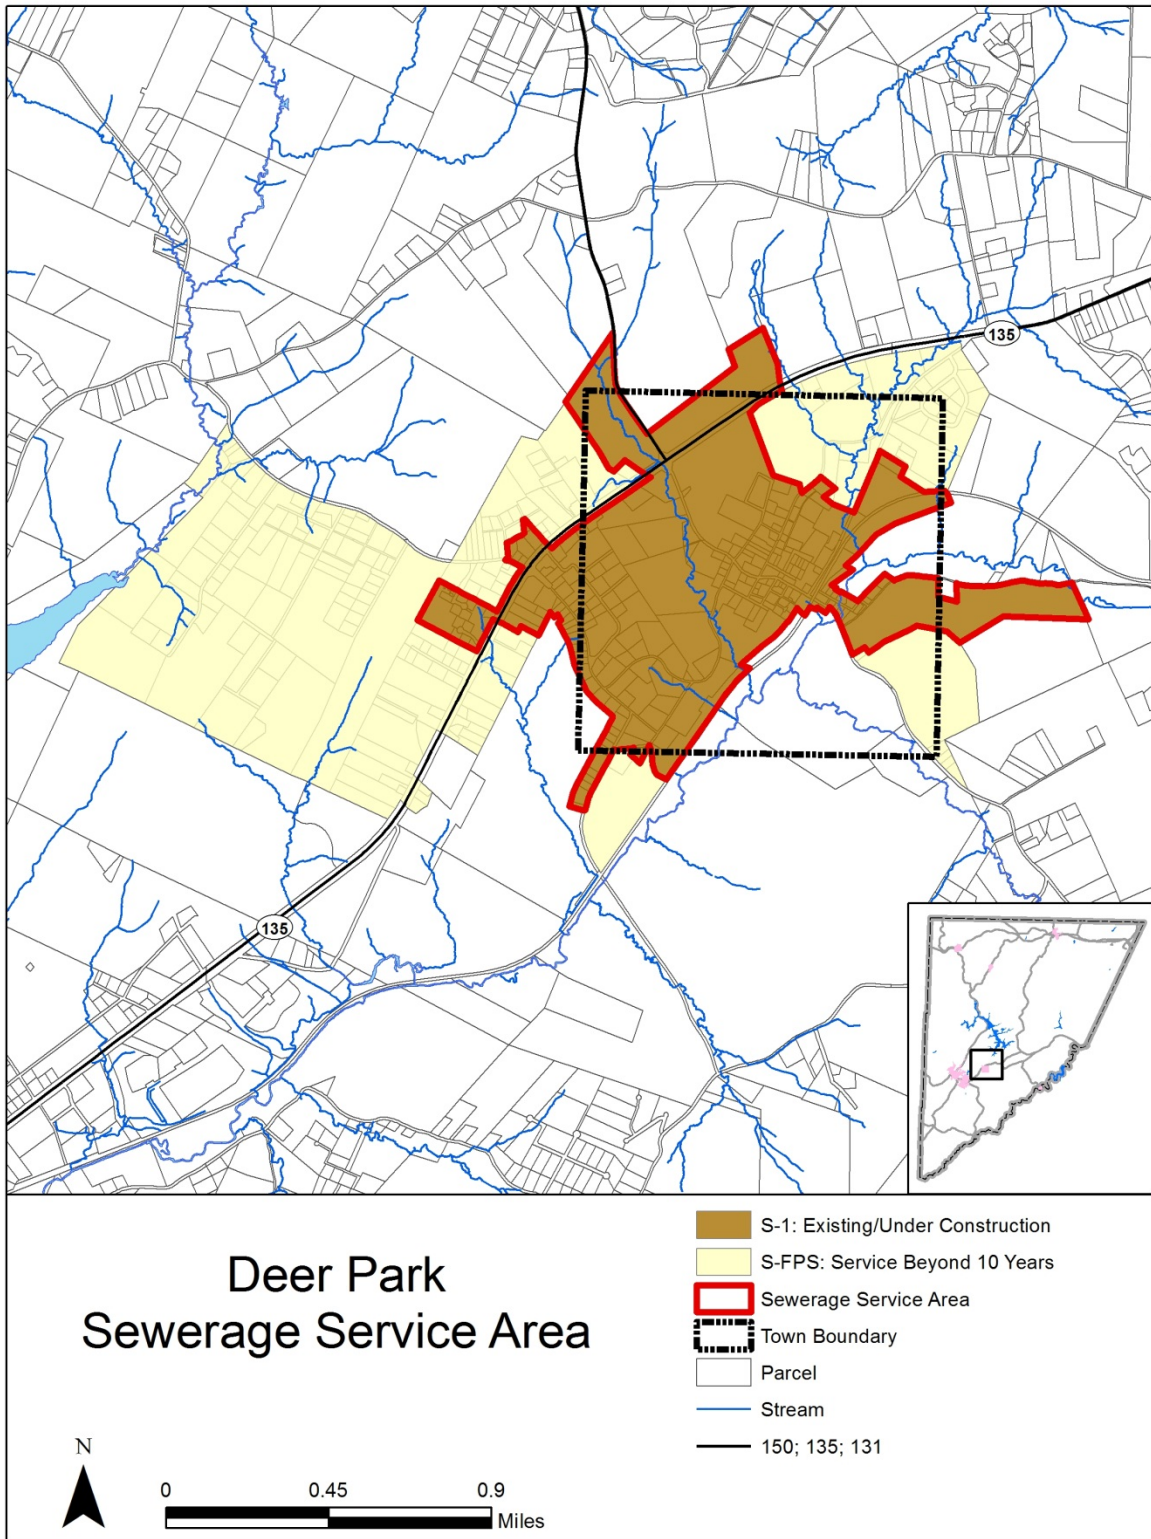 135
135
Deer Park
Sewerage Service Area
N
0 0.45 0.9
Miles
S-1: Existing/Under Construction
S-FPS: Service Beyond 10 Years
Sewerage Service Area
Town Boundary
Parcel
Stream
150; 135; 131